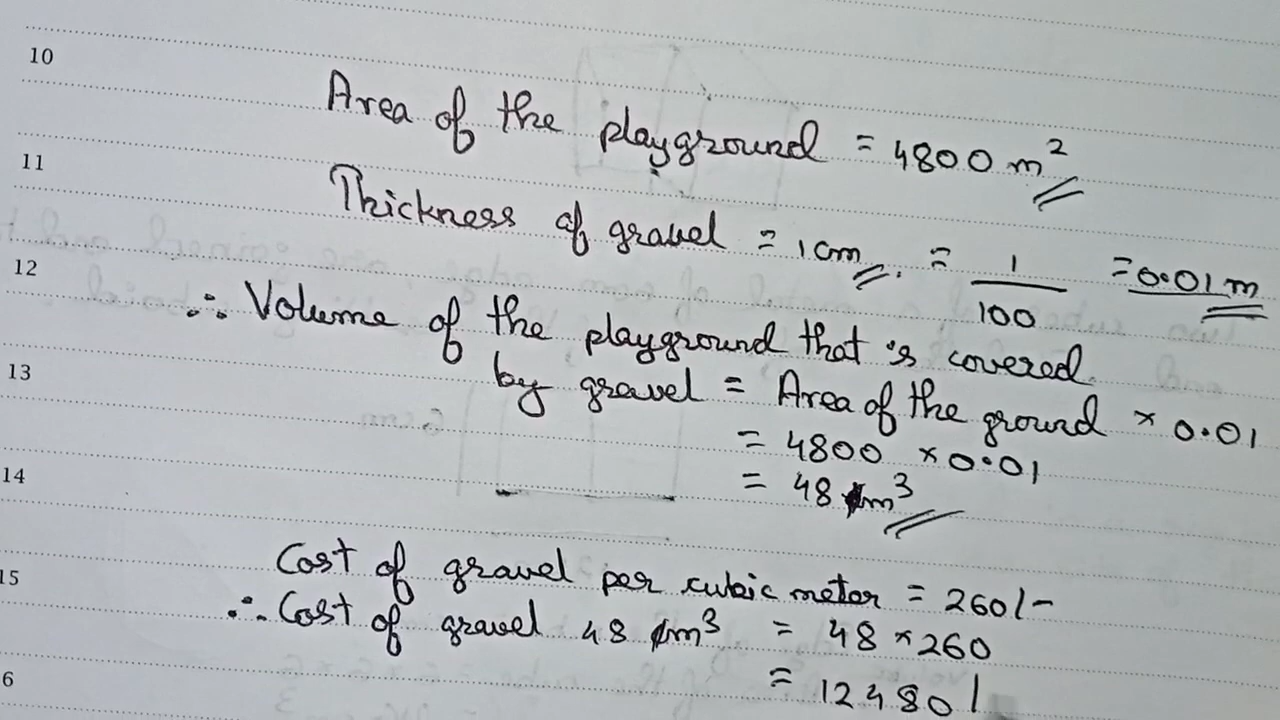 10
Area of the playground = 4800 m²
11
Thickness of gravel = 1 cm. = 1/100 = 0.01 m
12
∴ Volume of the playground that is covered
13
by gravel = Area of the ground × 0.01
= 4800 × 0.01
14
= 48 m³
Cost of gravel per cubic meter = 260/-
15
∴ Cost of gravel 48 m³ = 48 × 260
6
= 12480/